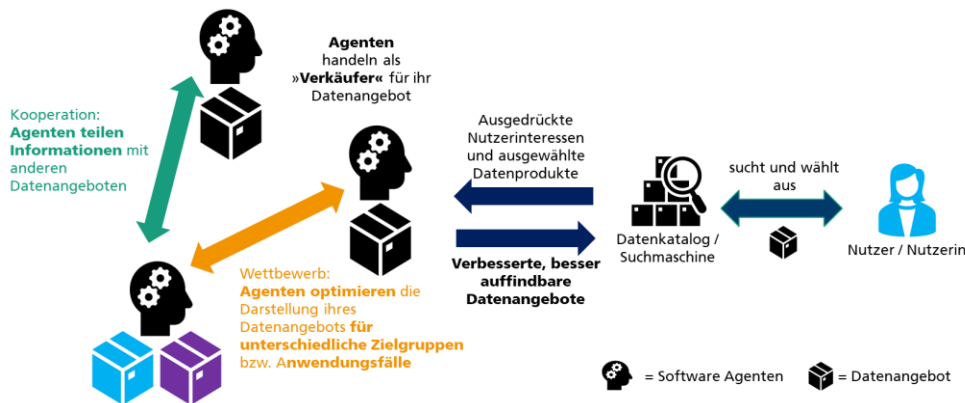 Agenten
handeln als
»Verkäufer« für ihr
Datenangebot
Kooperation:
Agenten teilen
Informationen mit
anderen
Datenangeboten
Ausgedrückte
Nutzerinteressen
und ausgewählte
Datenprodukte
sucht und wählt
aus
Datenkatalog /
Suchmaschine
Nutzer / Nutzerin
Verbesserte, besser
auffindbare
Datenangebote
Wettbewerb:
Agenten optimieren die
Darstellung ihres
Datenangebots für
unterschiedliche Zielgruppen
bzw. Anwendungsfälle
= Software Agenten
= Datenangebot